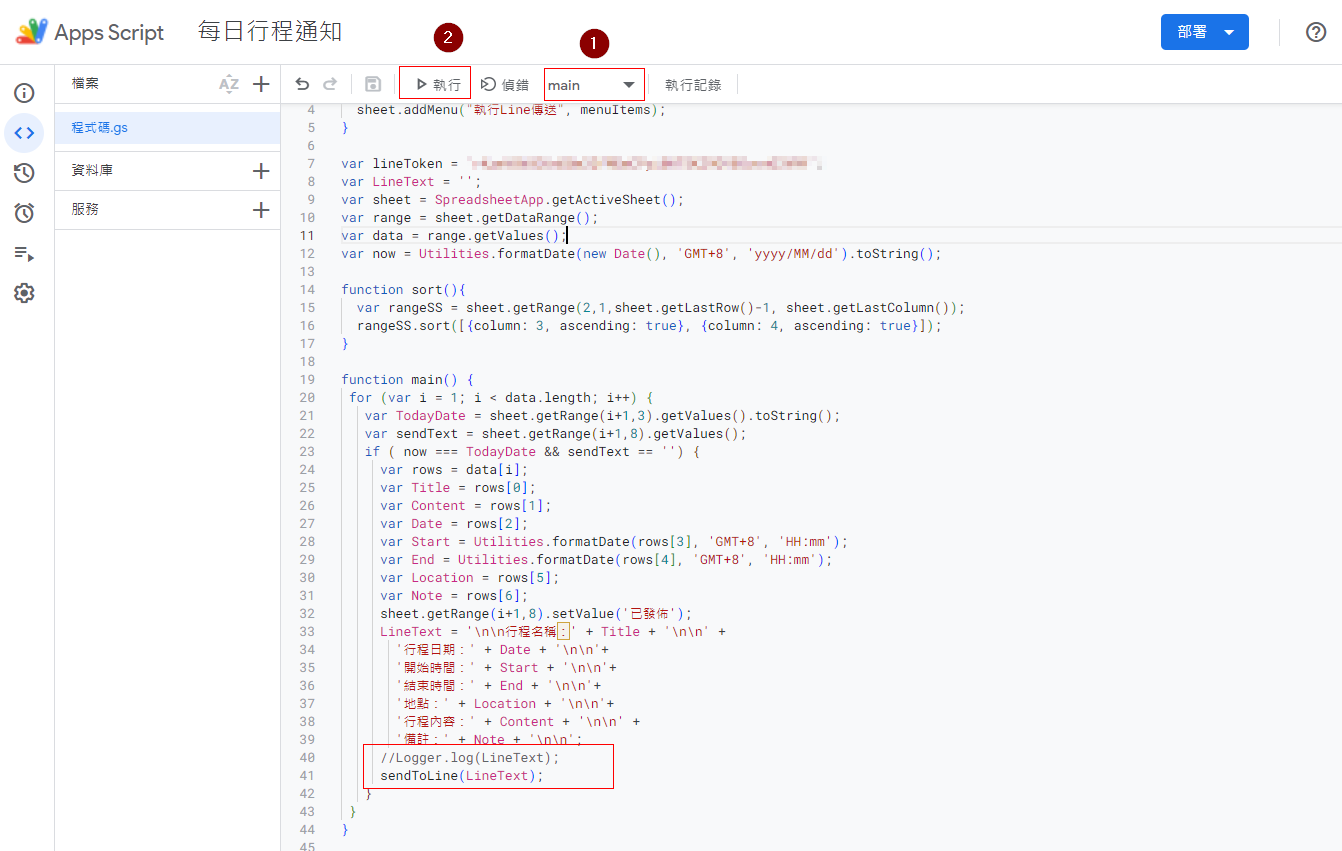 Apps Script 每日行程通知 部署
2 1
檔案 AZ 執行 偵錯 main 執行記錄
程式碼.gs
資料庫
服務
4 sheet.addMenu("執行Line傳送", menuItems);
5 }
6
7 var lineToken = "
8 var LineText = '';
9 var sheet = SpreadsheetApp.getActiveSheet();
10 var range = sheet.getDataRange();
11 var data = range.getValues();
12 var now = Utilities.formatDate(new Date(), 'GMT+8', 'yyyy/MM/dd').toString();
13
14 function sort(){
15 var rangeSS = sheet.getRange(2,1,sheet.getLastRow()-1, sheet.getLastColumn());
16 rangeSS.sort([{column: 3, ascending: true}, {column: 4, ascending: true}]);
17 }
18
19 function main() {
20 for (var i = 1; i < data.length; i++) {
21 var TodayDate = sheet.getRange(i+1,3).getValues().toString();
22 var sendText = sheet.getRange(i+1,8).getValues();
23 if ( now === TodayDate && sendText == '') {
24 var rows = data[i];
25 var Title = rows[0];
26 var Content = rows[1];
27 var Date = rows[2];
28 var Start = Utilities.formatDate(rows[3], 'GMT+8', 'HH:mm');
29 var End = Utilities.formatDate(rows[4], 'GMT+8', 'HH:mm');
30 var Location = rows[5];
31 var Note = rows[6];
32 sheet.getRange(i+1,8).setValue('已發佈');
33 LineText = '\n\n行程名稱：' + Title + '\n\n' +
34 '行程日期：' + Date + '\n\n'+
35 '開始時間：' + Start + '\n\n'+
36 '結束時間：' + End + '\n\n'+
37 '地點：' + Location + '\n\n'+
38 '行程內容：' + Content + '\n\n' +
39 '備註：' + Note + '\n\n';
40 //Logger.log(LineText);
41 sendToLine(LineText);
42 }
43 }
44 }
45